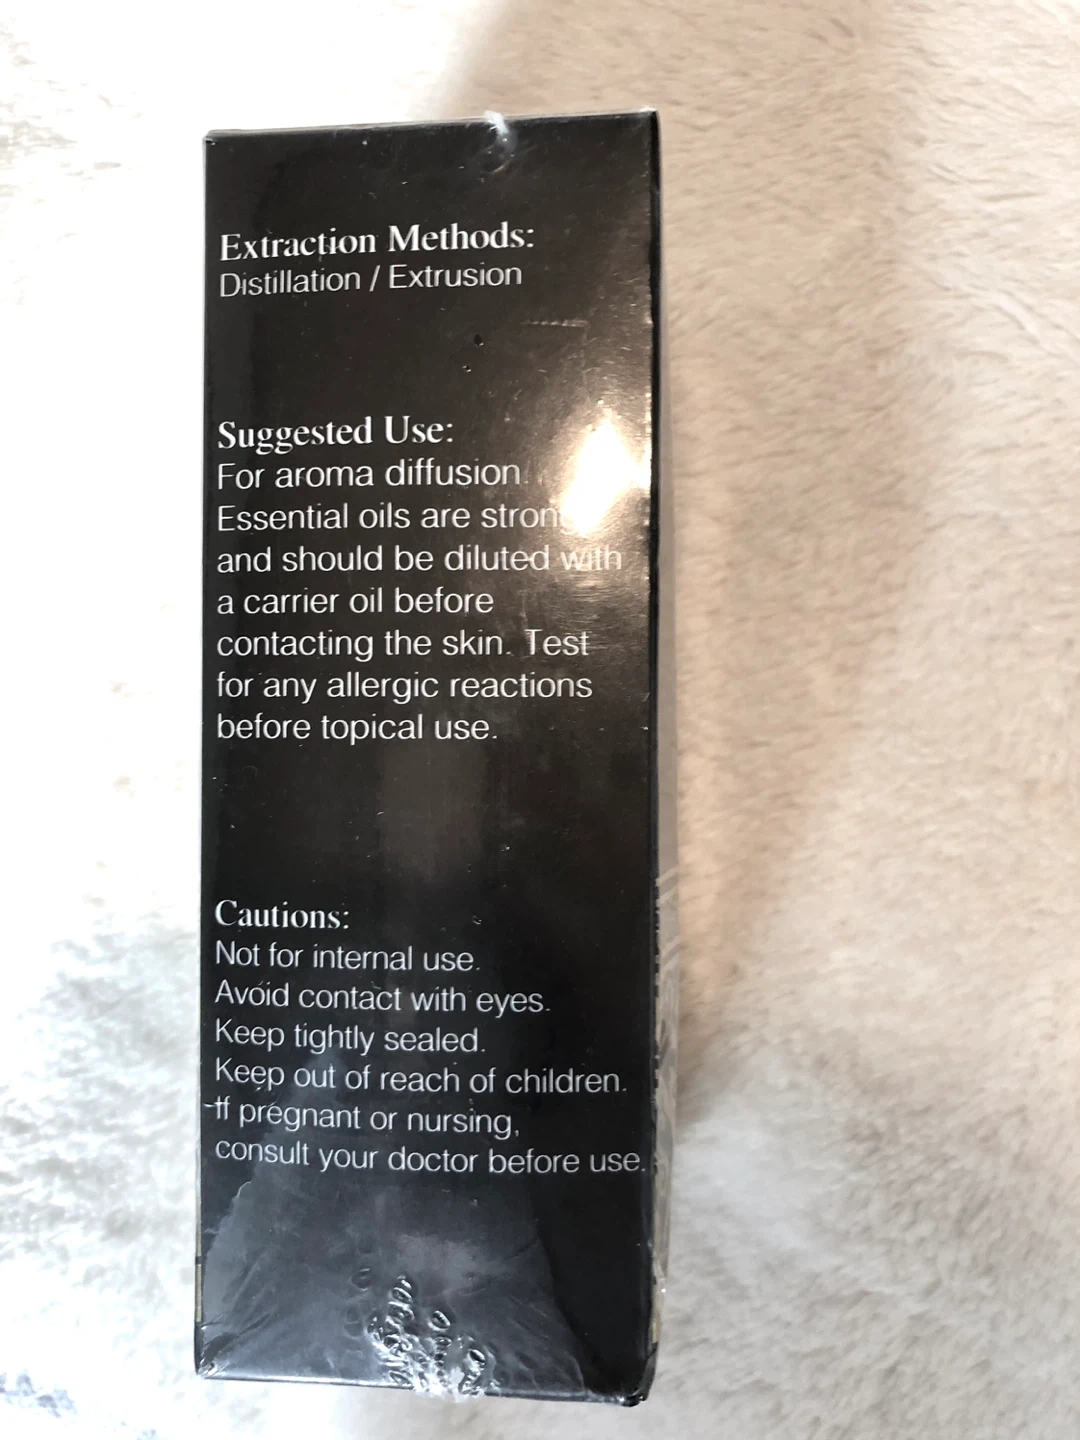 Extraction Methods:
Distillation / Extrusion
Suggested Use:
For aroma diffusion.
Essential oils are strong
and should be diluted with
a carrier oil before
contacting the skin. Test
for any allergic reactions
before topical use.
Cautions:
Not for internal use.
Avoid contact with eyes.
Keep tightly sealed.
Keep out of reach of children.
If pregnant or nursing,
consult your doctor before use.